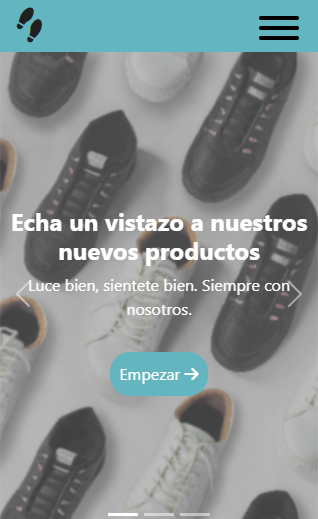 Echa un vistazo a nuestros
nuevos productos
Luce bien, sientete bien. Siempre con
nosotros.
Empezar